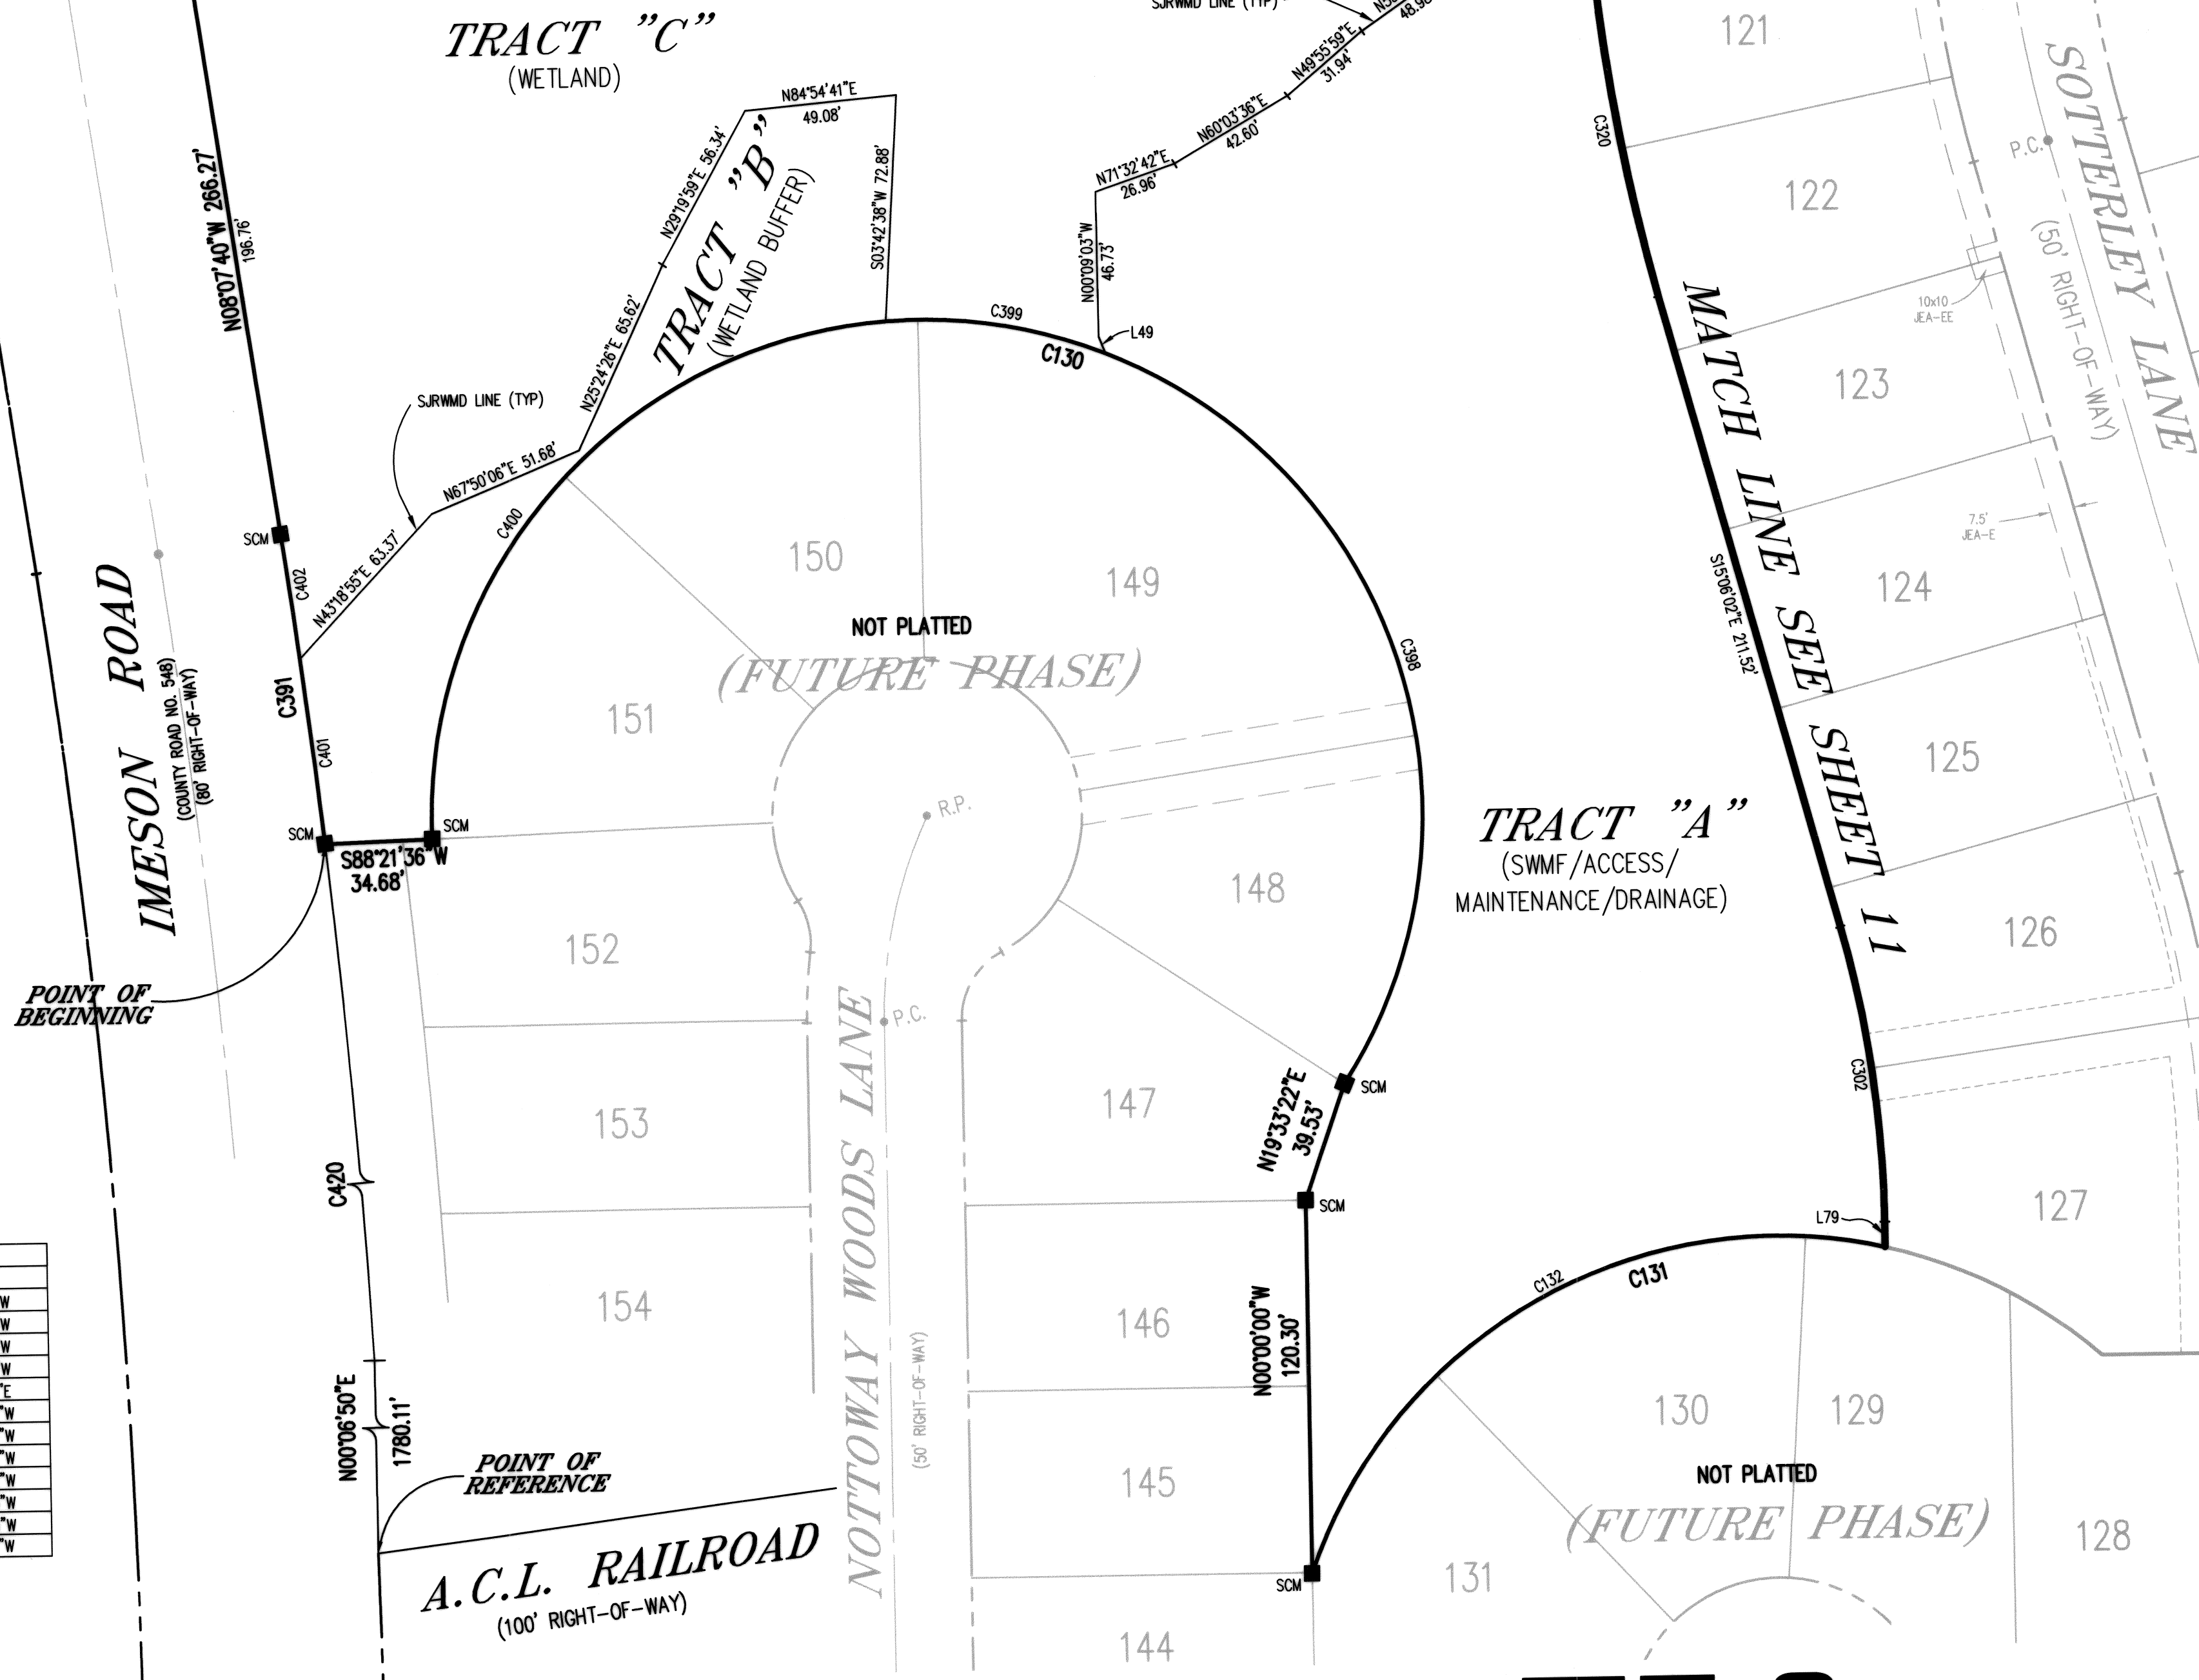 TRACT "C"
(WETLAND)
SJRWMD LINE (TYP)
N49°55'59"E
31.94'
48.98
N60°03'36"E
42.60'
N71°32'42"E
26.96'
N00°09'03"W
46.73'
L49
N84°54'41"E
49.08'
S03°42'38"W 72.88'
N29°19'59"E 56.34'
TRACT "B"
(WETLAND BUFFER)
N25°24'26"E 65.62'
SJRWMD LINE (TYP)
N67°50'06"E 51.68'
N43°18'55"E 63.37'
N08°07'40"W 266.27'
196.76'
SCM
C402
C391
C401
IMESON ROAD
(COUNTY ROAD NO. 548)
(80' RIGHT-OF-WAY)
SCM
SCM
S88°21'36"W
34.68'
POINT OF
BEGINNING
C420
N00°06'50"E
1780.11'
POINT OF
REFERENCE
A.C.L. RAILROAD
(100' RIGHT-OF-WAY)
C399
C130
C400
C398
150
149
NOT PLATTED
(FUTURE PHASE)
151
R.P.
148
152
P.C.
153
147
154
146
145
144
NOTTOWAY WOODS LANE
(50' RIGHT-OF-WAY)
N19°33'22"E
39.53'
SCM
SCM
N00°00'00"W
120.30'
SCM
TRACT "A"
(SWMF/ACCESS/
MAINTENANCE/DRAINAGE)
C320
MATCH LINE SEE SHEET 11
S15°06'02"E 211.52'
C302
L79
C132
C131
121
122
10x10
JEA-EE
123
7.5'
JEA-E
124
125
126
127
P.C.
SOTTERLEY LANE
(50' RIGHT-OF-WAY)
130
129
NOT PLATTED
(FUTURE PHASE)
131
128
W
W
W
W
"E
"W
"W
"W
"W
"W
"W
"W